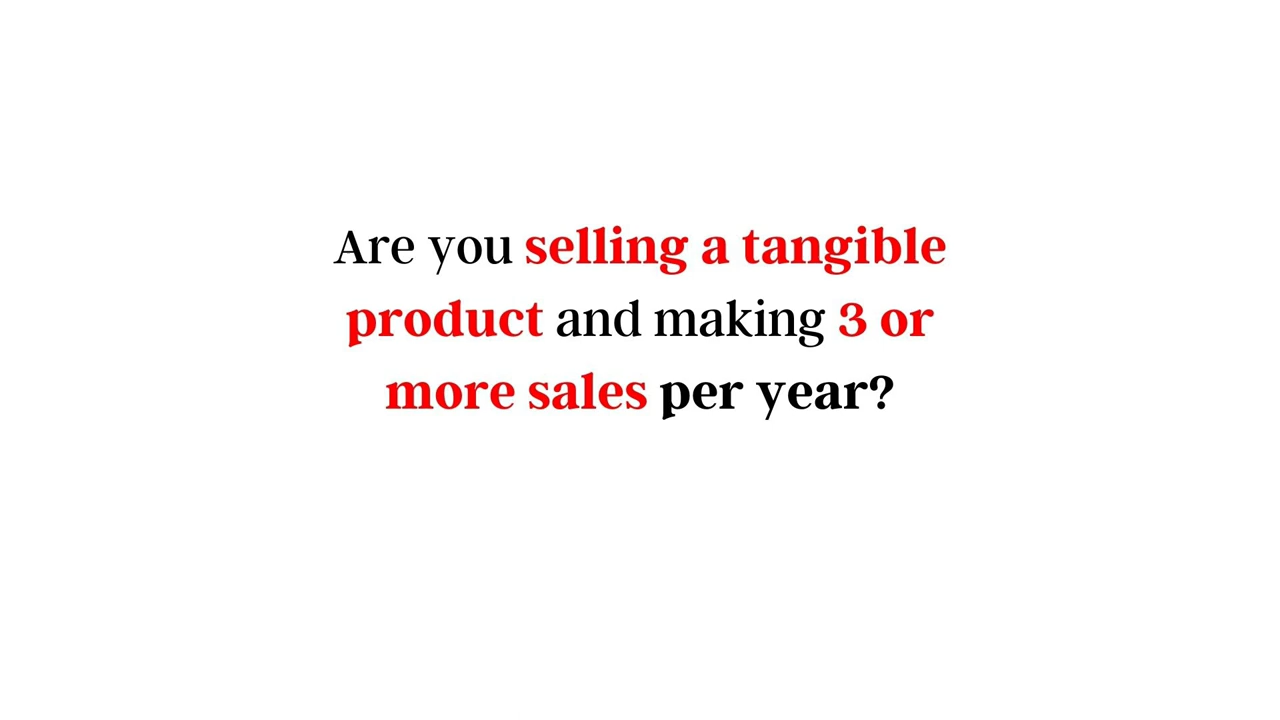 Are you selling a tangible
product and making 3 or
more sales per year?